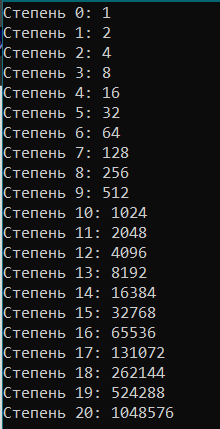 Степень 0: 1
Степень 1: 2
Степень 2: 4
Степень 3: 8
Степень 4: 16
Степень 5: 32
Степень 6: 64
Степень 7: 128
Степень 8: 256
Степень 9: 512
Степень 10: 1024
Степень 11: 2048
Степень 12: 4096
Степень 13: 8192
Степень 14: 16384
Степень 15: 32768
Степень 16: 65536
Степень 17: 131072
Степень 18: 262144
Степень 19: 524288
Степень 20: 1048576